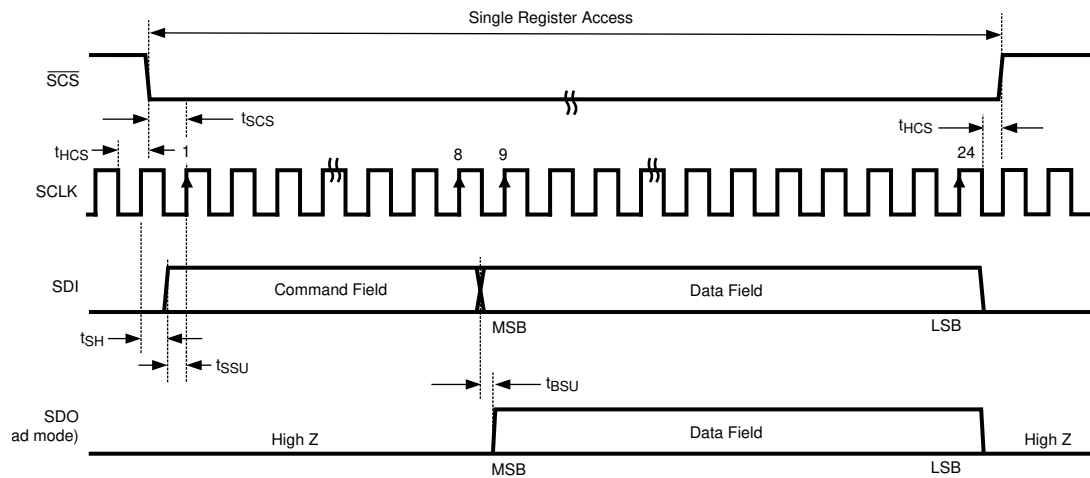 Single Register Access
SCS
tSCS
tHCS
tHCS
1
8
9
24
SCLK
SDI
Command Field
Data Field
MSB
LSB
tSH
tSSU
tBSU
SDO
ad mode)
High Z
Data Field
High Z
MSB
LSB